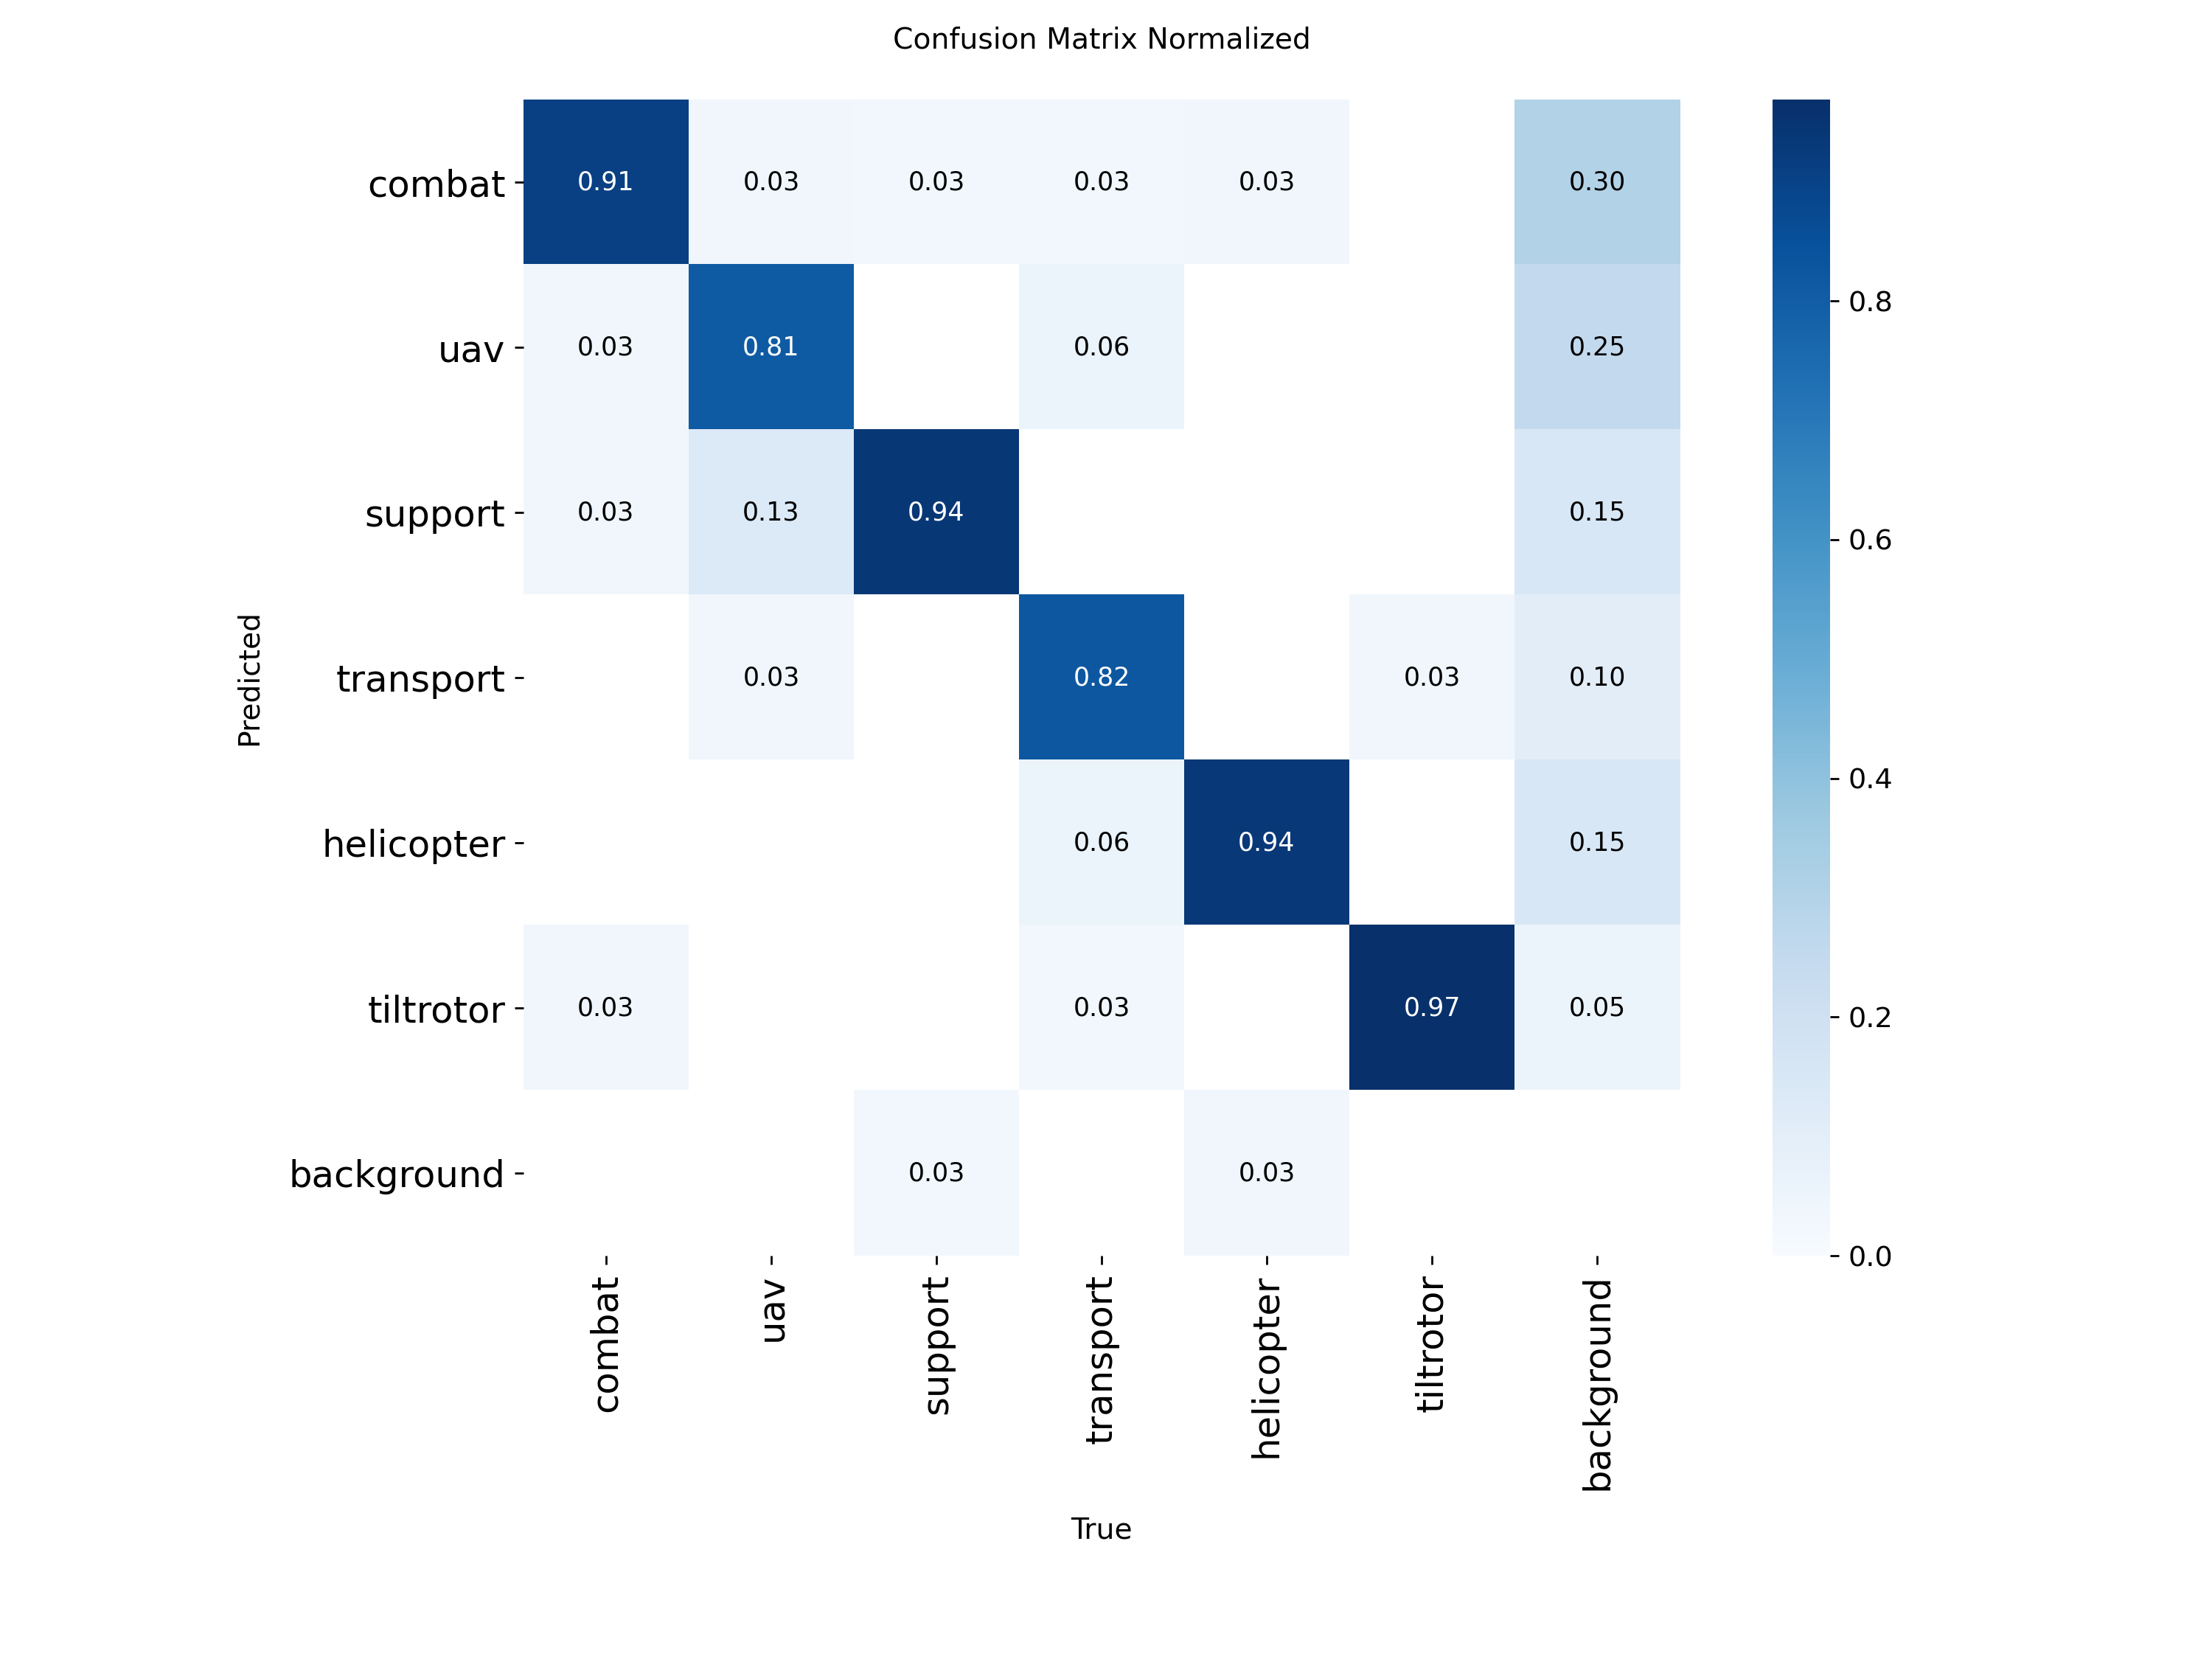 Confusion Matrix Normalized
combat 0.91 0.03 0.03 0.03 0.03 0.30
uav 0.03 0.81 0.06 0.25
support 0.03 0.13 0.94 0.15
transport 0.03 0.82 0.03 0.10
helicopter 0.06 0.94 0.15
tiltrotor 0.03 0.03 0.97 0.05
background 0.03 0.03
Predicted
combat uav support transport helicopter tiltrotor background
True
0.8
0.6
0.4
0.2
0.0